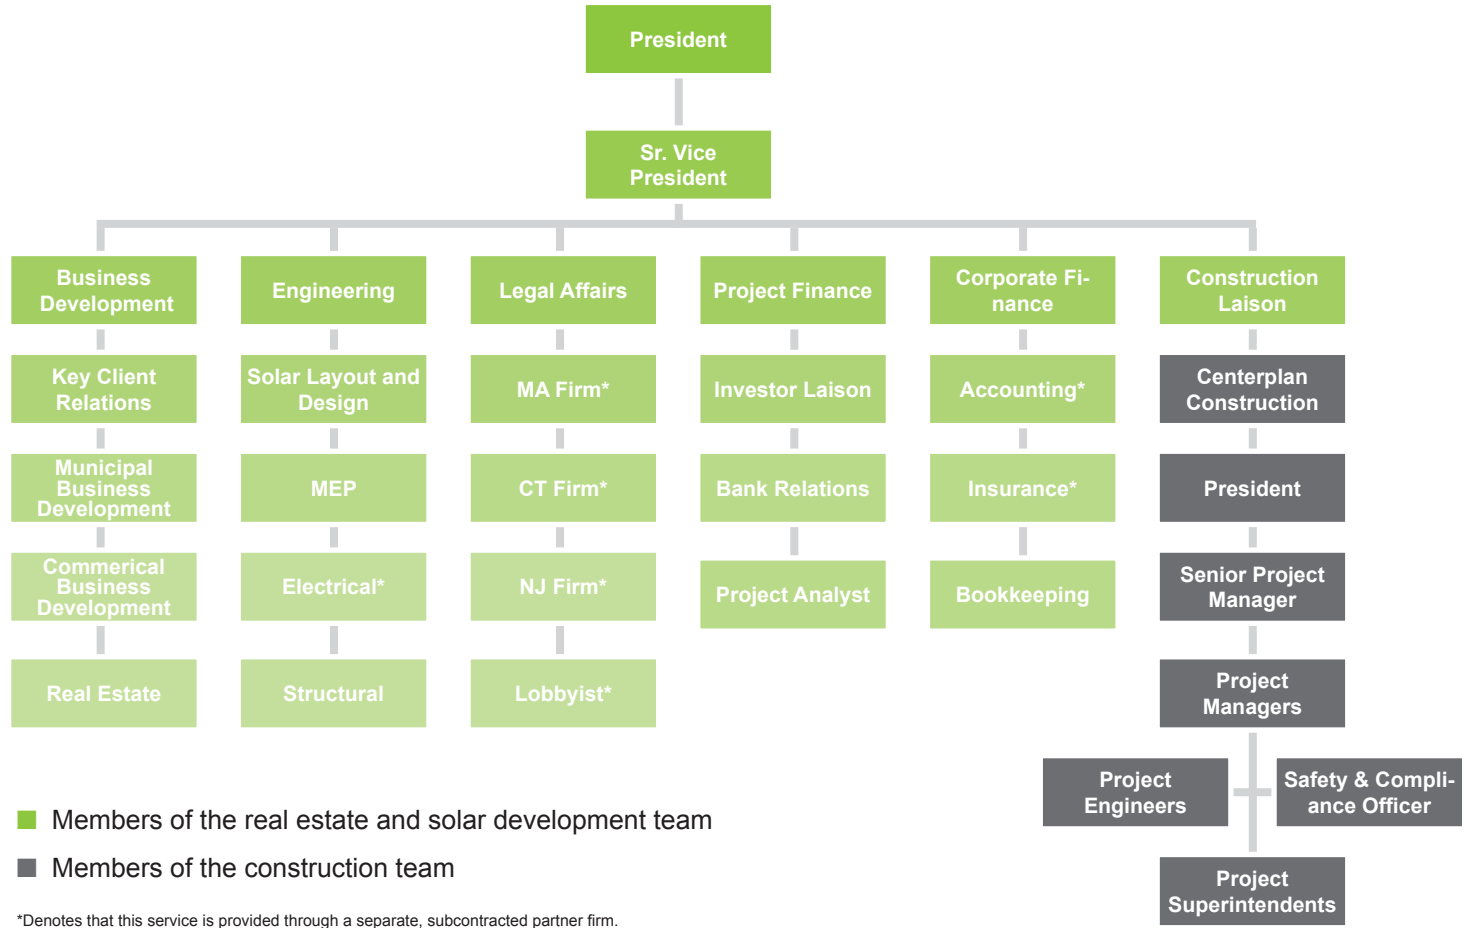 President
Sr. Vice
President
Business
Development
Engineering
Legal Affairs
Project Finance
Corporate Fi-
nance
Construction
Laison
Key Client
Relations
Solar Layout and
Design
MA Firm*
Investor Laison
Accounting*
Centerplan
Construction
Municipal
Business
Development
MEP
CT Firm*
Bank Relations
Insurance*
President
Commerical
Business
Development
Electrical*
NJ Firm*
Project Analyst
Bookkeeping
Senior Project
Manager
Real Estate
Structural
Lobbyist*
Project
Managers
Project
Engineers
Safety & Compli-
ance Officer
Project
Superintendents
Members of the real estate and solar development team
Members of the construction team
*Denotes that this service is provided through a separate, subcontracted partner firm.